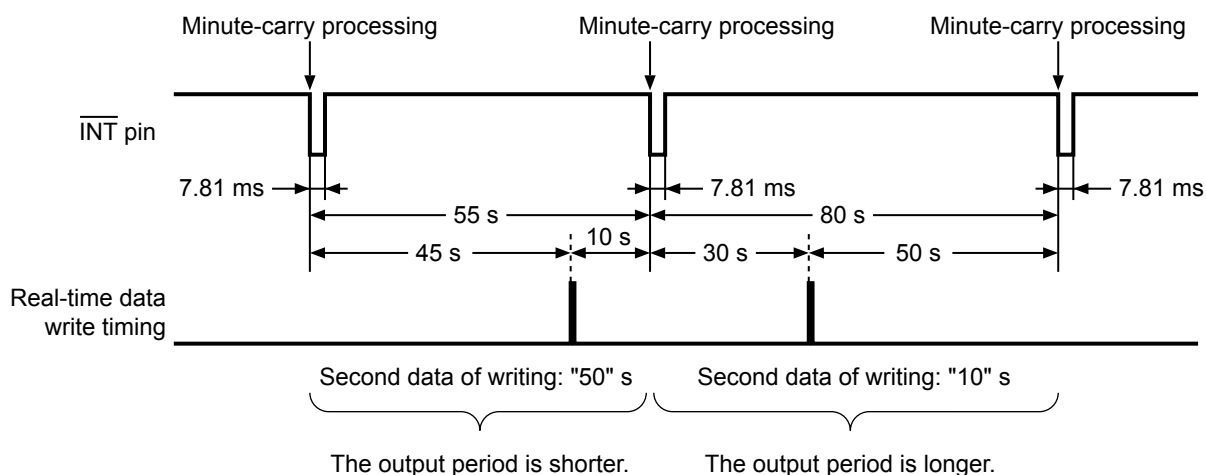 Minute-carry processing Minute-carry processing Minute-carry processing
INT pin
7.81 ms 7.81 ms 7.81 ms
55 s 80 s
45 s 10 s 30 s 50 s
Real-time data
write timing
Second data of writing: "50" s Second data of writing: "10" s
The output period is shorter. The output period is longer.